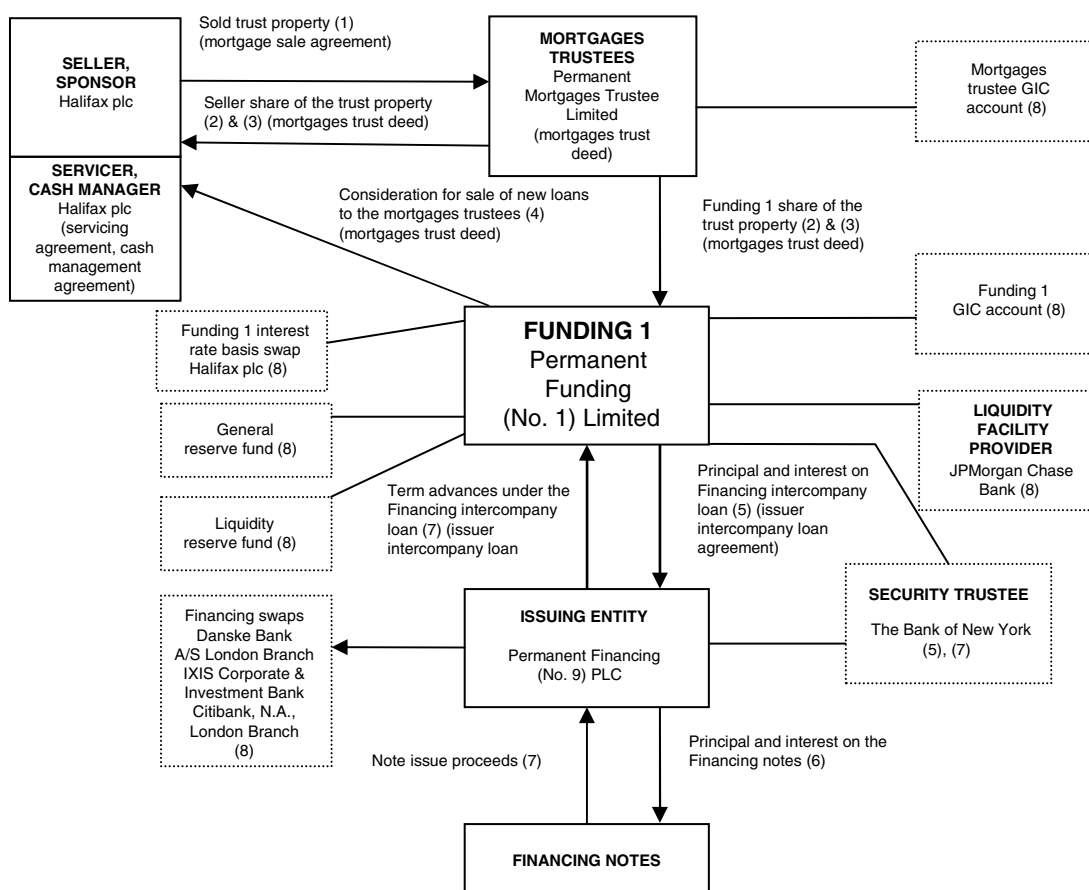 Sold trust property (1)
(mortgage sale agreement)
SELLER,
SPONSOR
Halifax plc
MORTGAGES
TRUSTEES
Permanent
Mortgages Trustee
Limited
(mortgages trust
deed)
Mortgages
trustee GIC
account (8)
Seller share of the trust property
(2) & (3) (mortgages trust deed)
SERVICER,
CASH MANAGER
Halifax plc
(servicing
agreement, cash
management
agreement)
Consideration for sale of new loans
to the mortgages trustees (4)
(mortgages trust deed)
Funding 1 share of the
trust property (2) & (3)
(mortgages trust deed)
Funding 1
GIC account (8)
Funding 1 interest
rate basis swap
Halifax plc (8)
FUNDING 1
Permanent
Funding
(No. 1) Limited
General
reserve fund (8)
LIQUIDITY
FACILITY
PROVIDER
JPMorgan Chase
Bank (8)
Liquidity
reserve fund (8)
Term advances under the
Financing intercompany
loan (7) (issuer
intercompany loan
Principal and interest on
Financing intercompany
loan (5) (issuer
intercompany loan
agreement)
SECURITY TRUSTEE
The Bank of New York
(5), (7)
Financing swaps
Danske Bank
A/S London Branch
IXIS Corporate &
Investment Bank
Citibank, N.A.,
London Branch
(8)
ISSUING ENTITY
Permanent Financing
(No. 9) PLC
Note issue proceeds (7)
Principal and interest on the
Financing notes (6)
FINANCING NOTES